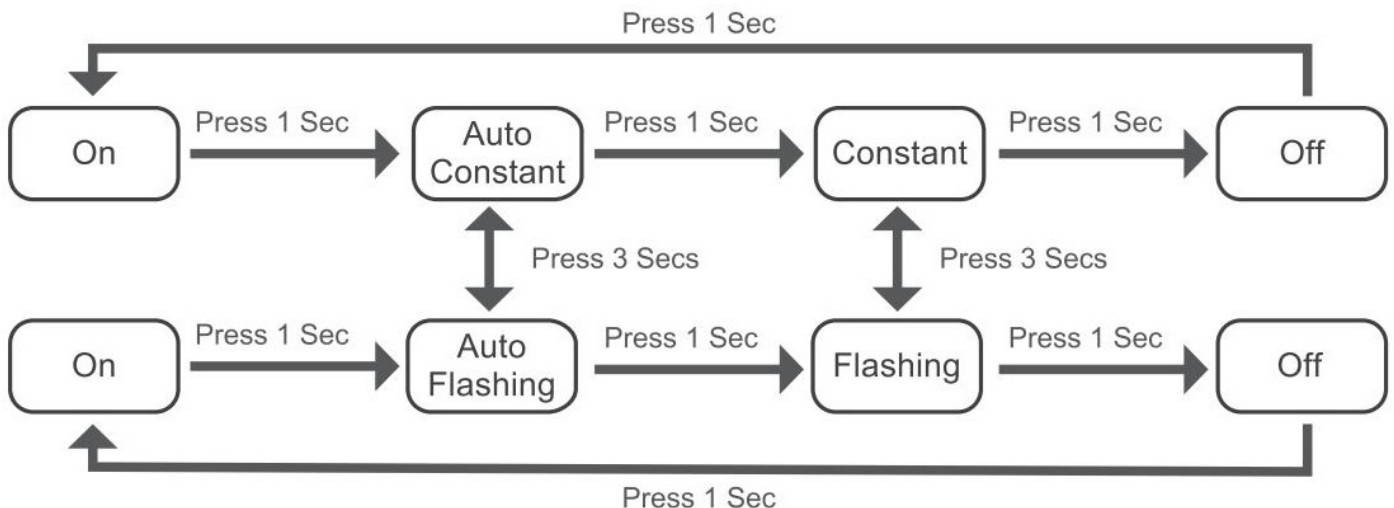 Press 1 Sec
On
Press 1 Sec
Auto
Constant
Press 1 Sec
Constant
Press 1 Sec
Off
Press 3 Secs
Press 3 Secs
On
Press 1 Sec
Auto
Flashing
Press 1 Sec
Flashing
Press 1 Sec
Off
Press 1 Sec